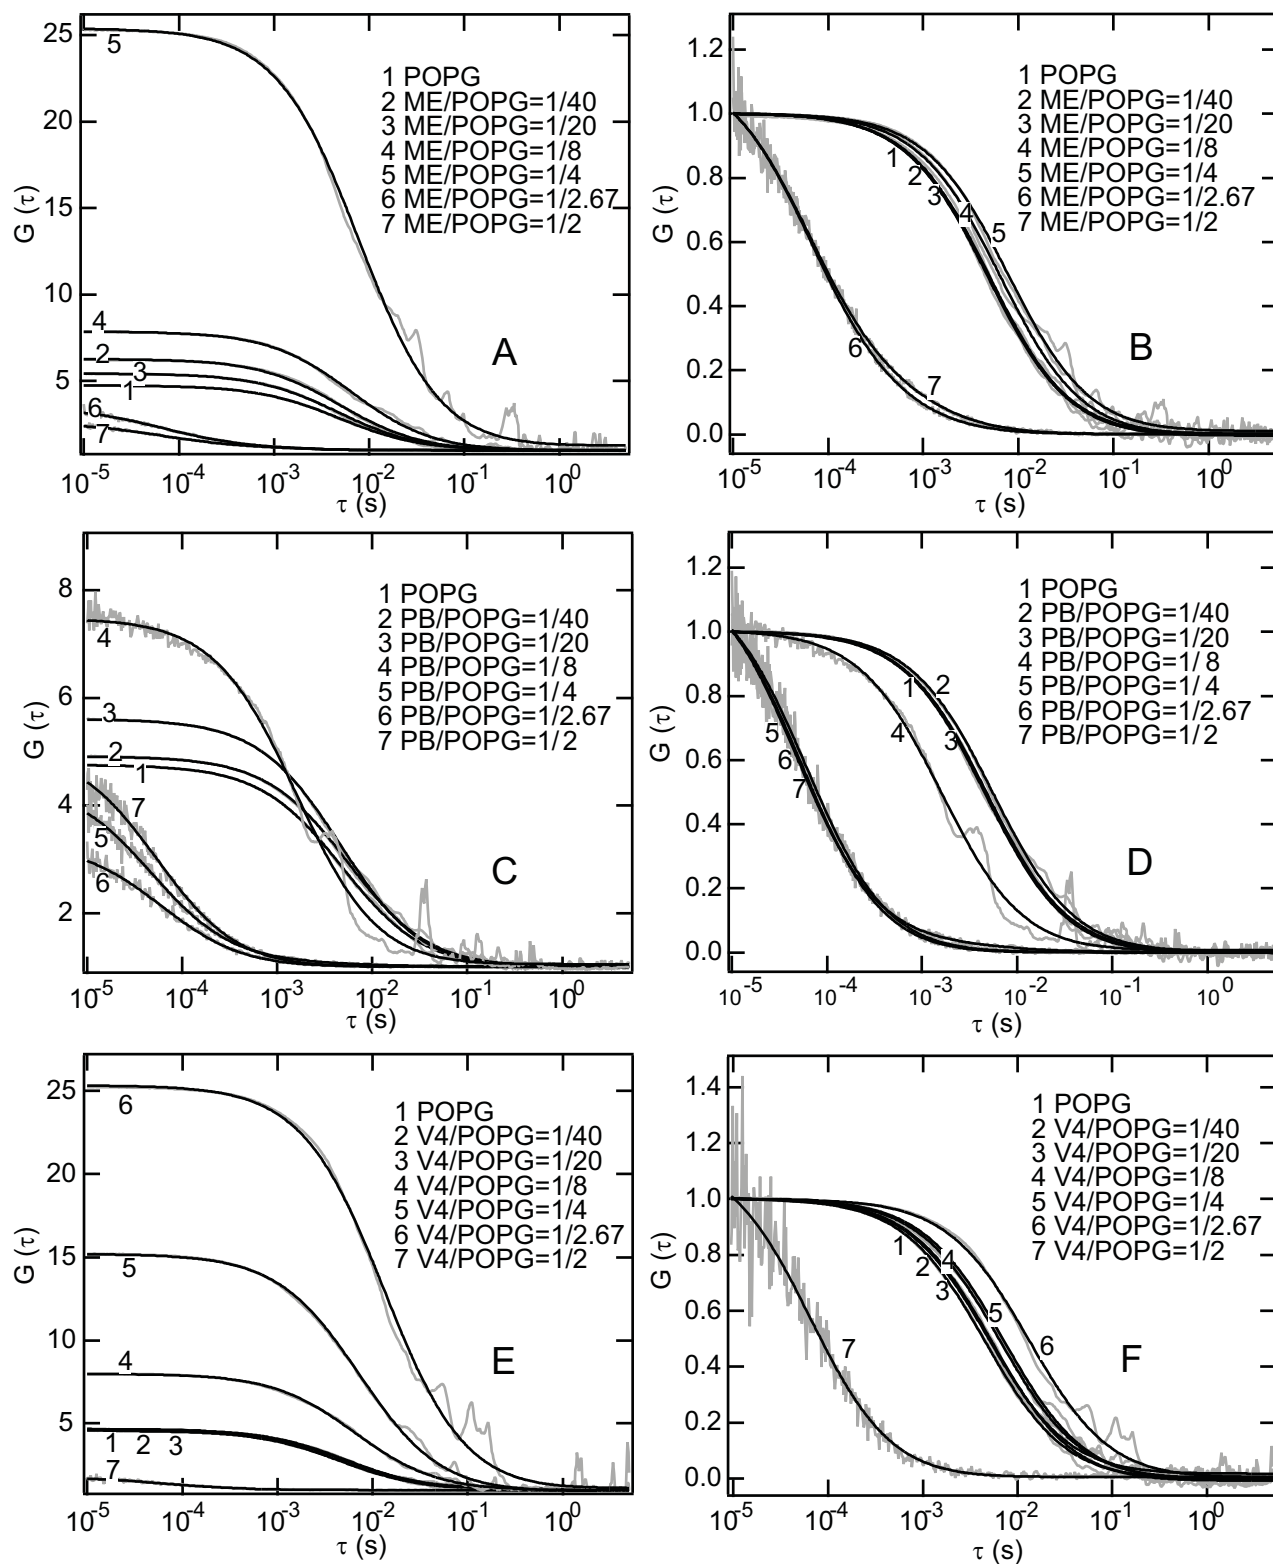 25
20
15
10
5
G (τ)
1 POPG
2 ME/POPG=1/40
3 ME/POPG=1/20
4 ME/POPG=1/8
5 ME/POPG=1/4
6 ME/POPG=1/2.67
7 ME/POPG=1/2
5
4
2
3
1
6
7
A
10-5 10-4 10-3 10-2 10-1 100
τ (s)
1.2
1.0
0.8
0.6
0.4
0.2
0.0
G (τ)
1 POPG
2 ME/POPG=1/40
3 ME/POPG=1/20
4 ME/POPG=1/8
5 ME/POPG=1/4
6 ME/POPG=1/2.67
7 ME/POPG=1/2
1
2
3
4
5
6
7
B
10-5 10-4 10-3 10-2 10-1 100
τ (s)
8
6
4
2
G (τ)
1 POPG
2 PB/POPG=1/40
3 PB/POPG=1/20
4 PB/POPG=1/8
5 PB/POPG=1/4
6 PB/POPG=1/2.67
7 PB/POPG=1/2
4
3
2
1
7
5
6
C
10-5 10-4 10-3 10-2 10-1 100
τ (s)
1.2
1.0
0.8
0.6
0.4
0.2
0.0
G (τ)
1 POPG
2 PB/POPG=1/40
3 PB/POPG=1/20
4 PB/POPG=1/8
5 PB/POPG=1/4
6 PB/POPG=1/2.67
7 PB/POPG=1/2
1
2
3
4
5
6
7
D
10-5 10-4 10-3 10-2 10-1 100
τ (s)
25
20
15
10
5
G (τ)
1 POPG
2 V4/POPG=1/40
3 V4/POPG=1/20
4 V4/POPG=1/8
5 V4/POPG=1/4
6 V4/POPG=1/2.67
7 V4/POPG=1/2
6
5
4
1 2 3
7
E
10-5 10-4 10-3 10-2 10-1 100
τ (s)
1.4
1.2
1.0
0.8
0.6
0.4
0.2
0.0
G (τ)
1 POPG
2 V4/POPG=1/40
3 V4/POPG=1/20
4 V4/POPG=1/8
5 V4/POPG=1/4
6 V4/POPG=1/2.67
7 V4/POPG=1/2
1
2
3
4
5
6
7
F
10-5 10-4 10-3 10-2 10-1 100
τ (s)